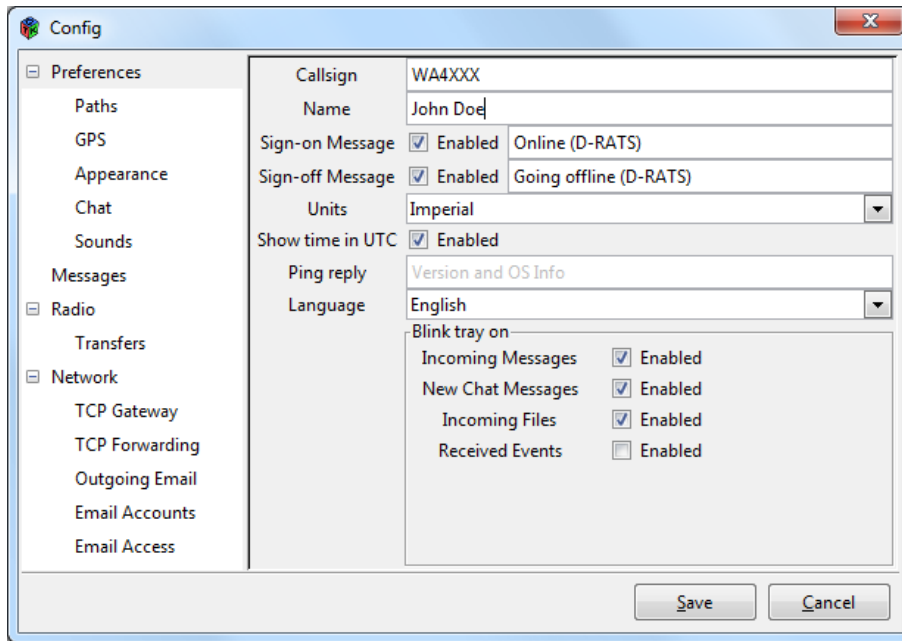 Config
Preferences
Paths
GPS
Appearance
Chat
Sounds
Messages
Radio
Transfers
Network
TCP Gateway
TCP Forwarding
Outgoing Email
Email Accounts
Email Access
Callsign WA4XXX
Name John Doe
Sign-on Message Enabled Online (D-RATS)
Sign-off Message Enabled Going offline (D-RATS)
Units Imperial
Show time in UTC Enabled
Ping reply Version and OS Info
Language English
Blink tray on
Incoming Messages Enabled
New Chat Messages Enabled
Incoming Files Enabled
Received Events Enabled
Save Cancel